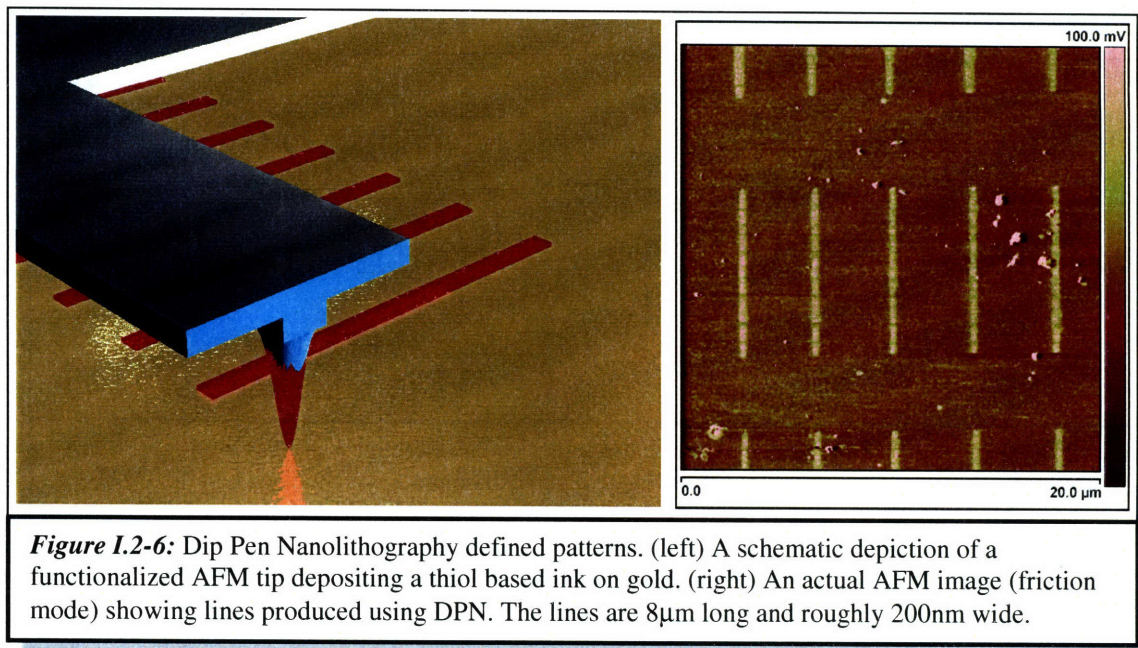 100.0 mV
0.0
20.0 µm
Figure I.2-6: Dip Pen Nanolithography defined patterns. (left) A schematic depiction of a
functionalized AFM tip depositing a thiol based ink on gold. (right) An actual AFM image (friction
mode) showing lines produced using DPN. The lines are 8µm long and roughly 200nm wide.